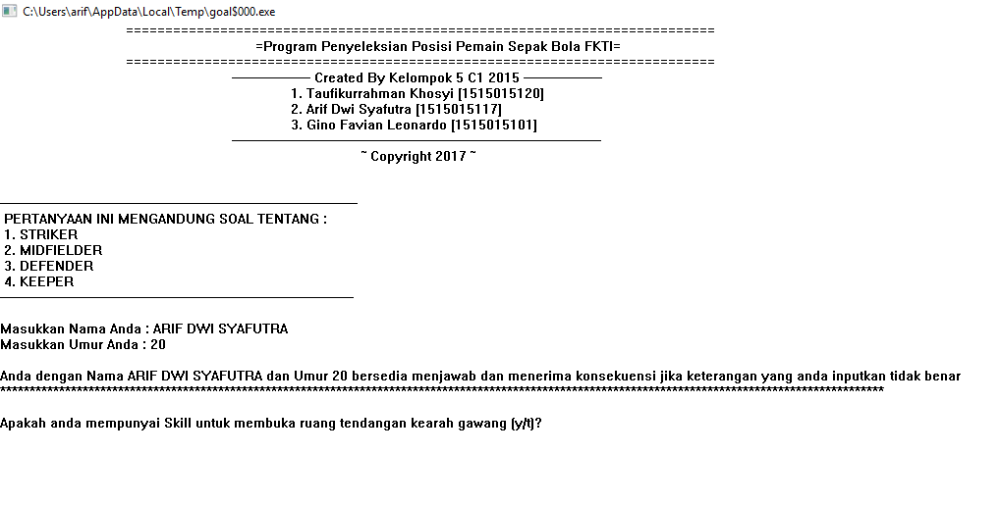 C:\Users\arif\AppData\Local\Temp\goal$000.exe
================================================================================
=Program Penyeleksian Posisi Pemain Sepak Bola FKTI=
================================================================================
―――――― Created By Kelompok 5 C1 2015 ――――――
1. Taufikurrahman Khosyi [1515015120]
2. Arif Dwi Syafutra [1515015117]
3. Gino Favian Leonardo [1515015101]
~ Copyright 2017 ~
PERTANYAAN INI MENGANDUNG SOAL TENTANG :
1. STRIKER
2. MIDFIELDER
3. DEFENDER
4. KEEPER
Masukkan Nama Anda : ARIF DWI SYAFUTRA
Masukkan Umur Anda : 20
Anda dengan Nama ARIF DWI SYAFUTRA dan Umur 20 bersedia menjawab dan menerima konsekuensi jika keterangan yang anda inputkan tidak benar
******************************************************************************************************************************************************
Apakah anda mempunyai Skill untuk membuka ruang tendangan kearah gawang (y/t)?